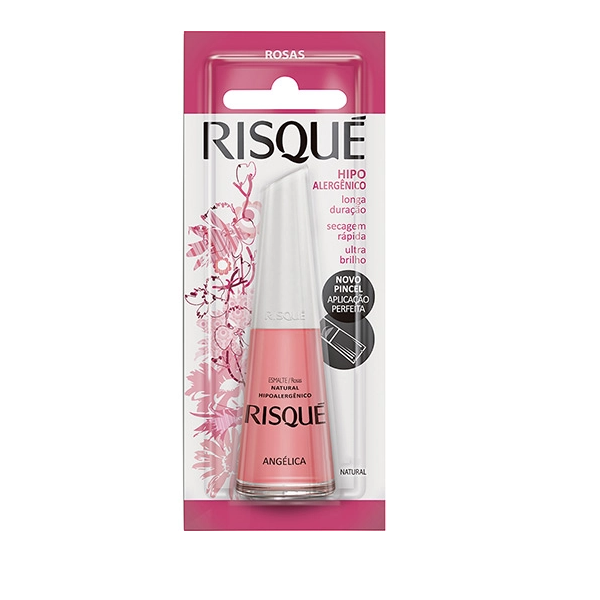 ROSAS
RISQUÉ
HIPO
ALERGÊNICO
longa
duração
secagem
rápida
ultra
brilho
NOVO
PINCEL
APLICAÇÃO
PERFEITA
RISQUÉ
ESMALTE / Rosas
NATURAL
HIPOALERGÊNICO
RISQUÉ
ANGÉLICA
NATURAL